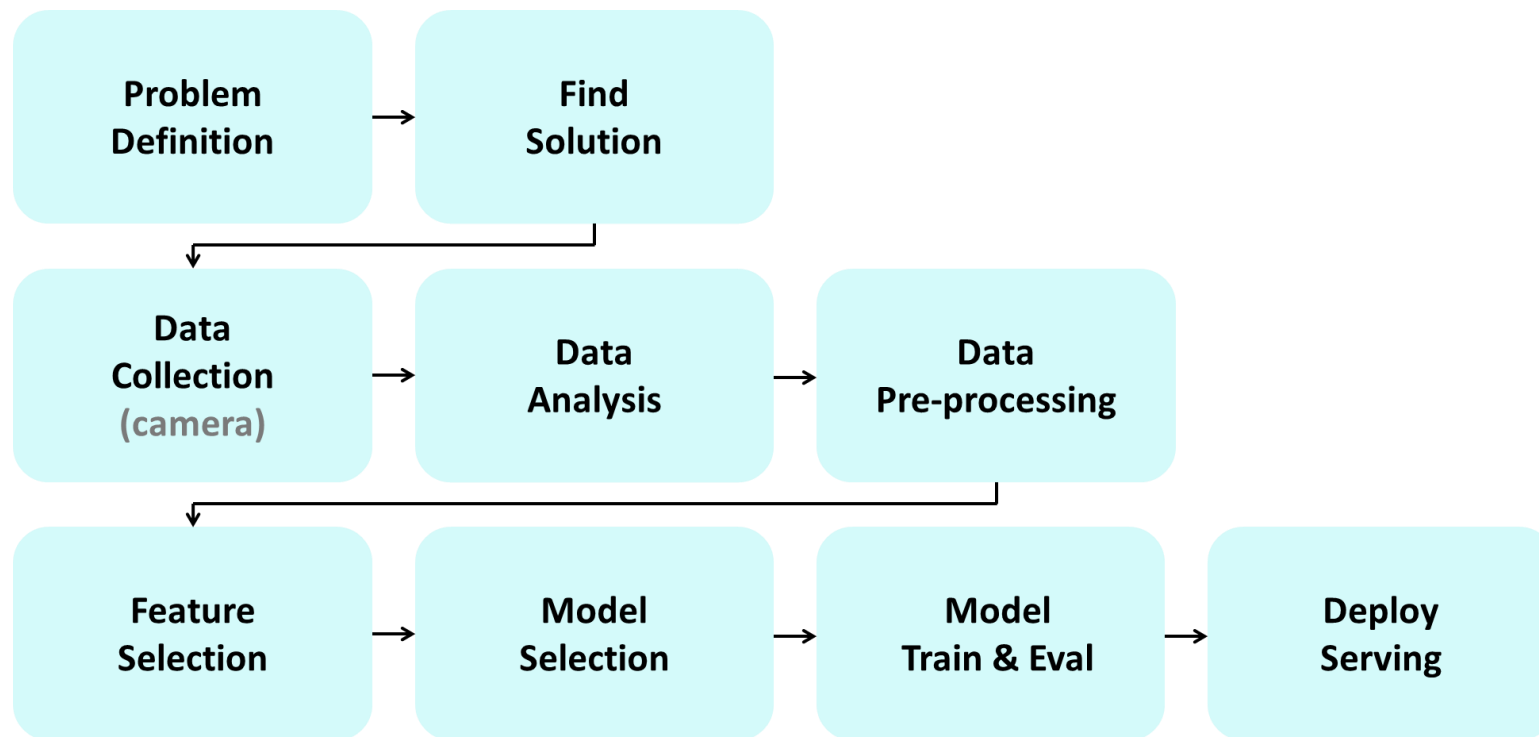 Problem
Definition
Find
Solution
Data
Collection
(camera)
Data
Analysis
Data
Pre-processing
Feature
Selection
Model
Selection
Model
Train & Eval
Deploy
Serving